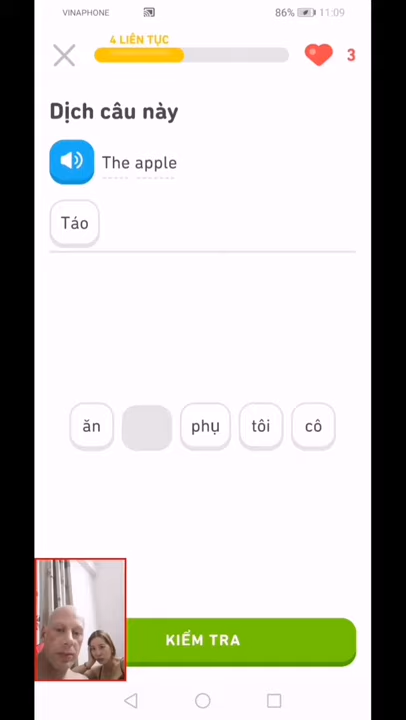 VINAPHONE 86% 11:09
4 LIÊN TỤC
3
Dịch câu này
The apple
Táo
ăn phụ tôi cô
KIỂM TRA